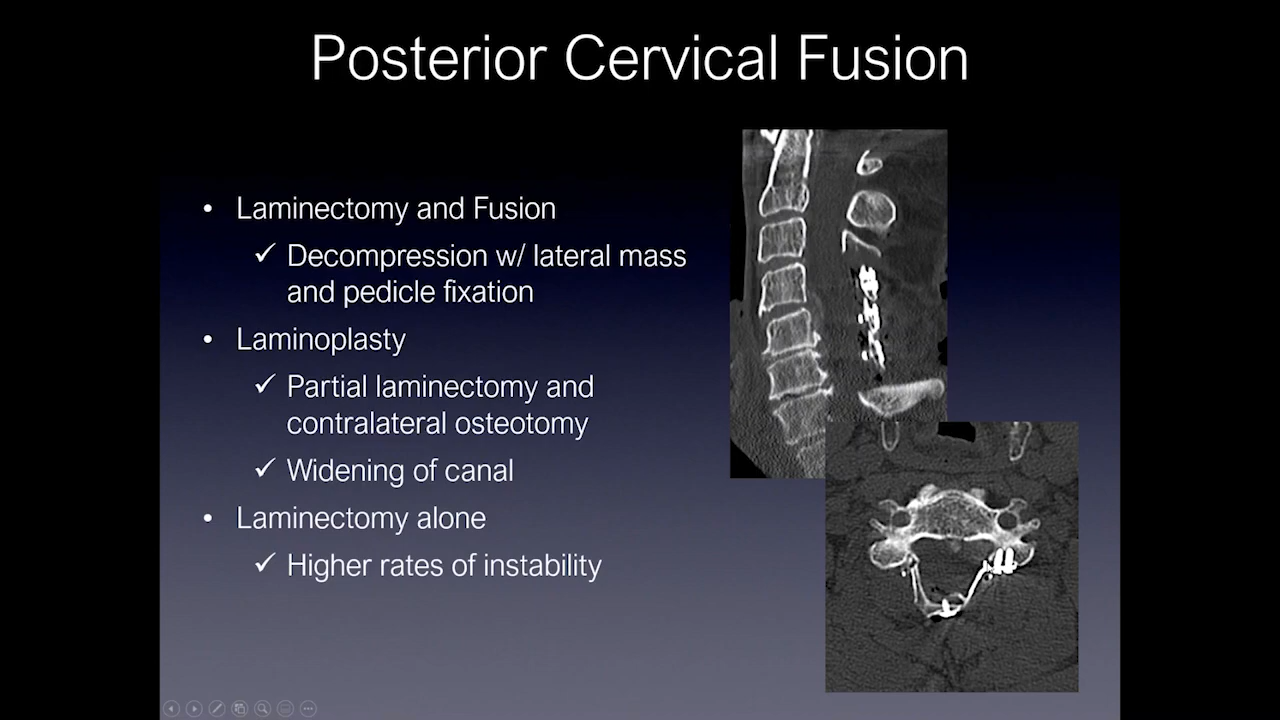 Posterior Cervical Fusion
• Laminectomy and Fusion
✓ Decompression w/ lateral mass
and pedicle fixation
• Laminoplasty
✓ Partial laminectomy and
contralateral osteotomy
✓ Widening of canal
• Laminectomy alone
✓ Higher rates of instability